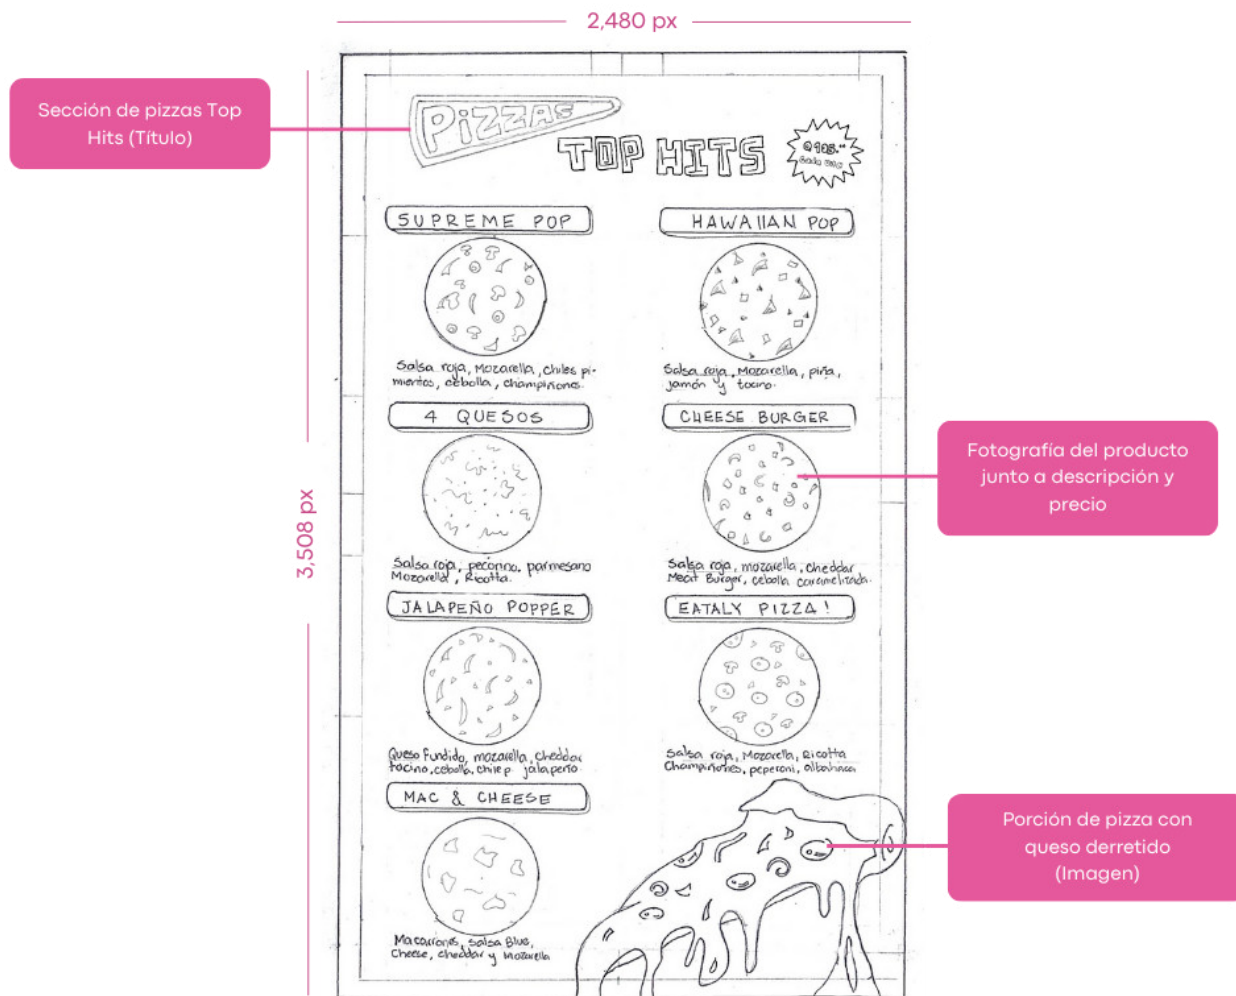 2,480 px
Sección de pizzas Top
Hits (Título)
PIZZAS
TOP HITS
Cada una
SUPREME POP
HAWAIIAN POP
Salsa roja, Mozarella, chiles pi-
mientos, cebolla, champiñones.
Salsa roja, Mozarella, piña,
jamón y tocino.
4 QUESOS
CHEESE BURGER
Fotografía del producto
junto a descripción y
precio
3,508 px
Salsa roja, pecorino, parmesano
Mozarella, Ricotta.
Salsa roja, mozarella, cheddar
Meat Burger, cebolla caramelizada.
JALAPEÑO POPPER
EATALY PIZZA!
Queso Fundido, mozarella, cheddar
tocino, cebolla, chile p. jalapeño.
Salsa roja, Mozarella, Ricotta
Champiñones, peperoni, albahaca
MAC & CHEESE
Porción de pizza con
queso derretido
(Imagen)
Macarrones, salsa Blue,
Cheese, cheddar y mozarella